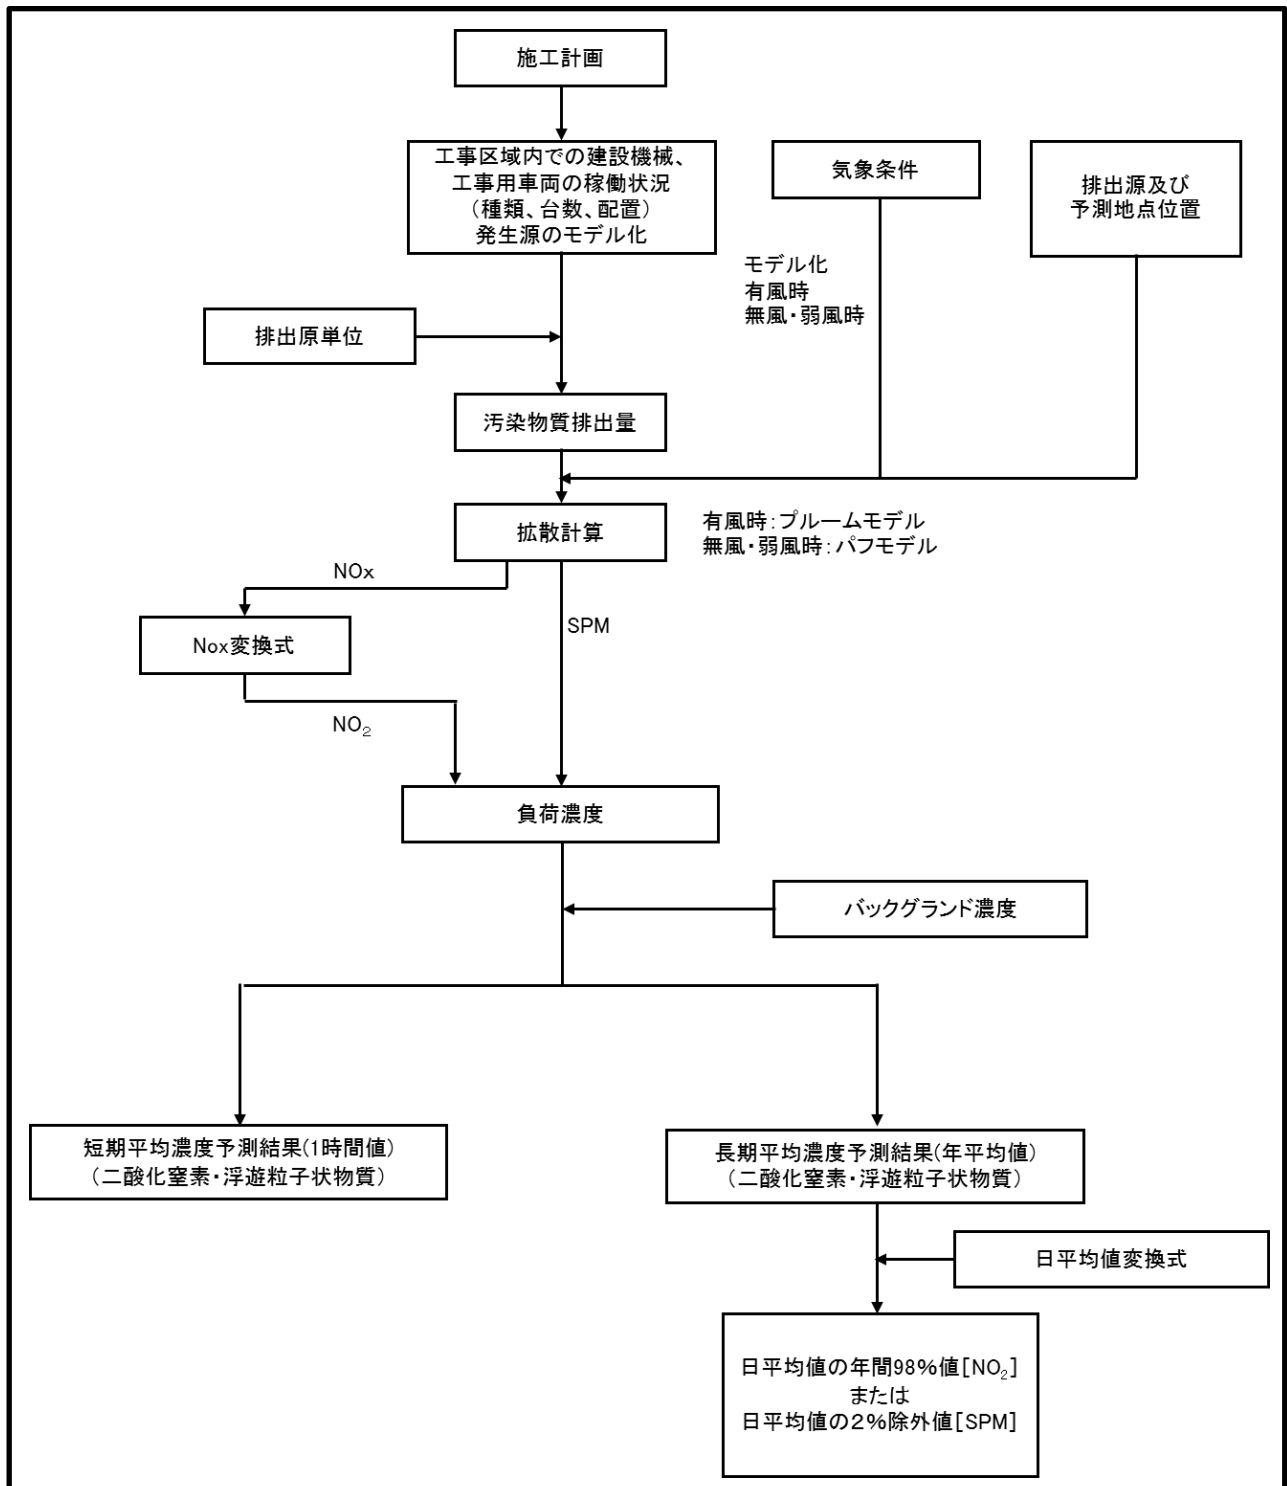 施工計画
工事区域内での建設機械、
工事用車両の稼働状況
（種類、台数、配置）
発生源のモデル化
気象条件
排出源及び
予測地点位置
モデル化
有風時
無風・弱風時
排出原単位
汚染物質排出量
拡散計算
有風時：プルームモデル
無風・弱風時：パフモデル
NOx
Nox変換式
SPM
NO₂
負荷濃度
バックグランド濃度
短期平均濃度予測結果(1時間値)
（二酸化窒素・浮遊粒子状物質）
長期平均濃度予測結果(年平均値)
（二酸化窒素・浮遊粒子状物質）
日平均値変換式
日平均値の年間98％値［NO₂］
または
日平均値の２％除外値［SPM］